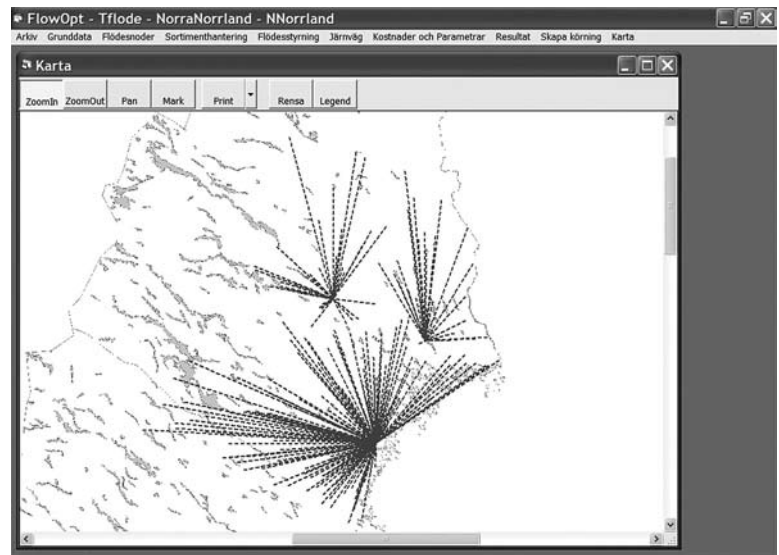 FlowOpt - Tflode - NorraNorrland - NNorrland
Arkiv Grunddata Flödesnoder Sortimenthantering Flödesstyrning Järnväg Kostnader och Parametrar Resultat Skapa körning Karta
Karta
ZoomIn ZoomOut Pan Mark Print Rensa Legend